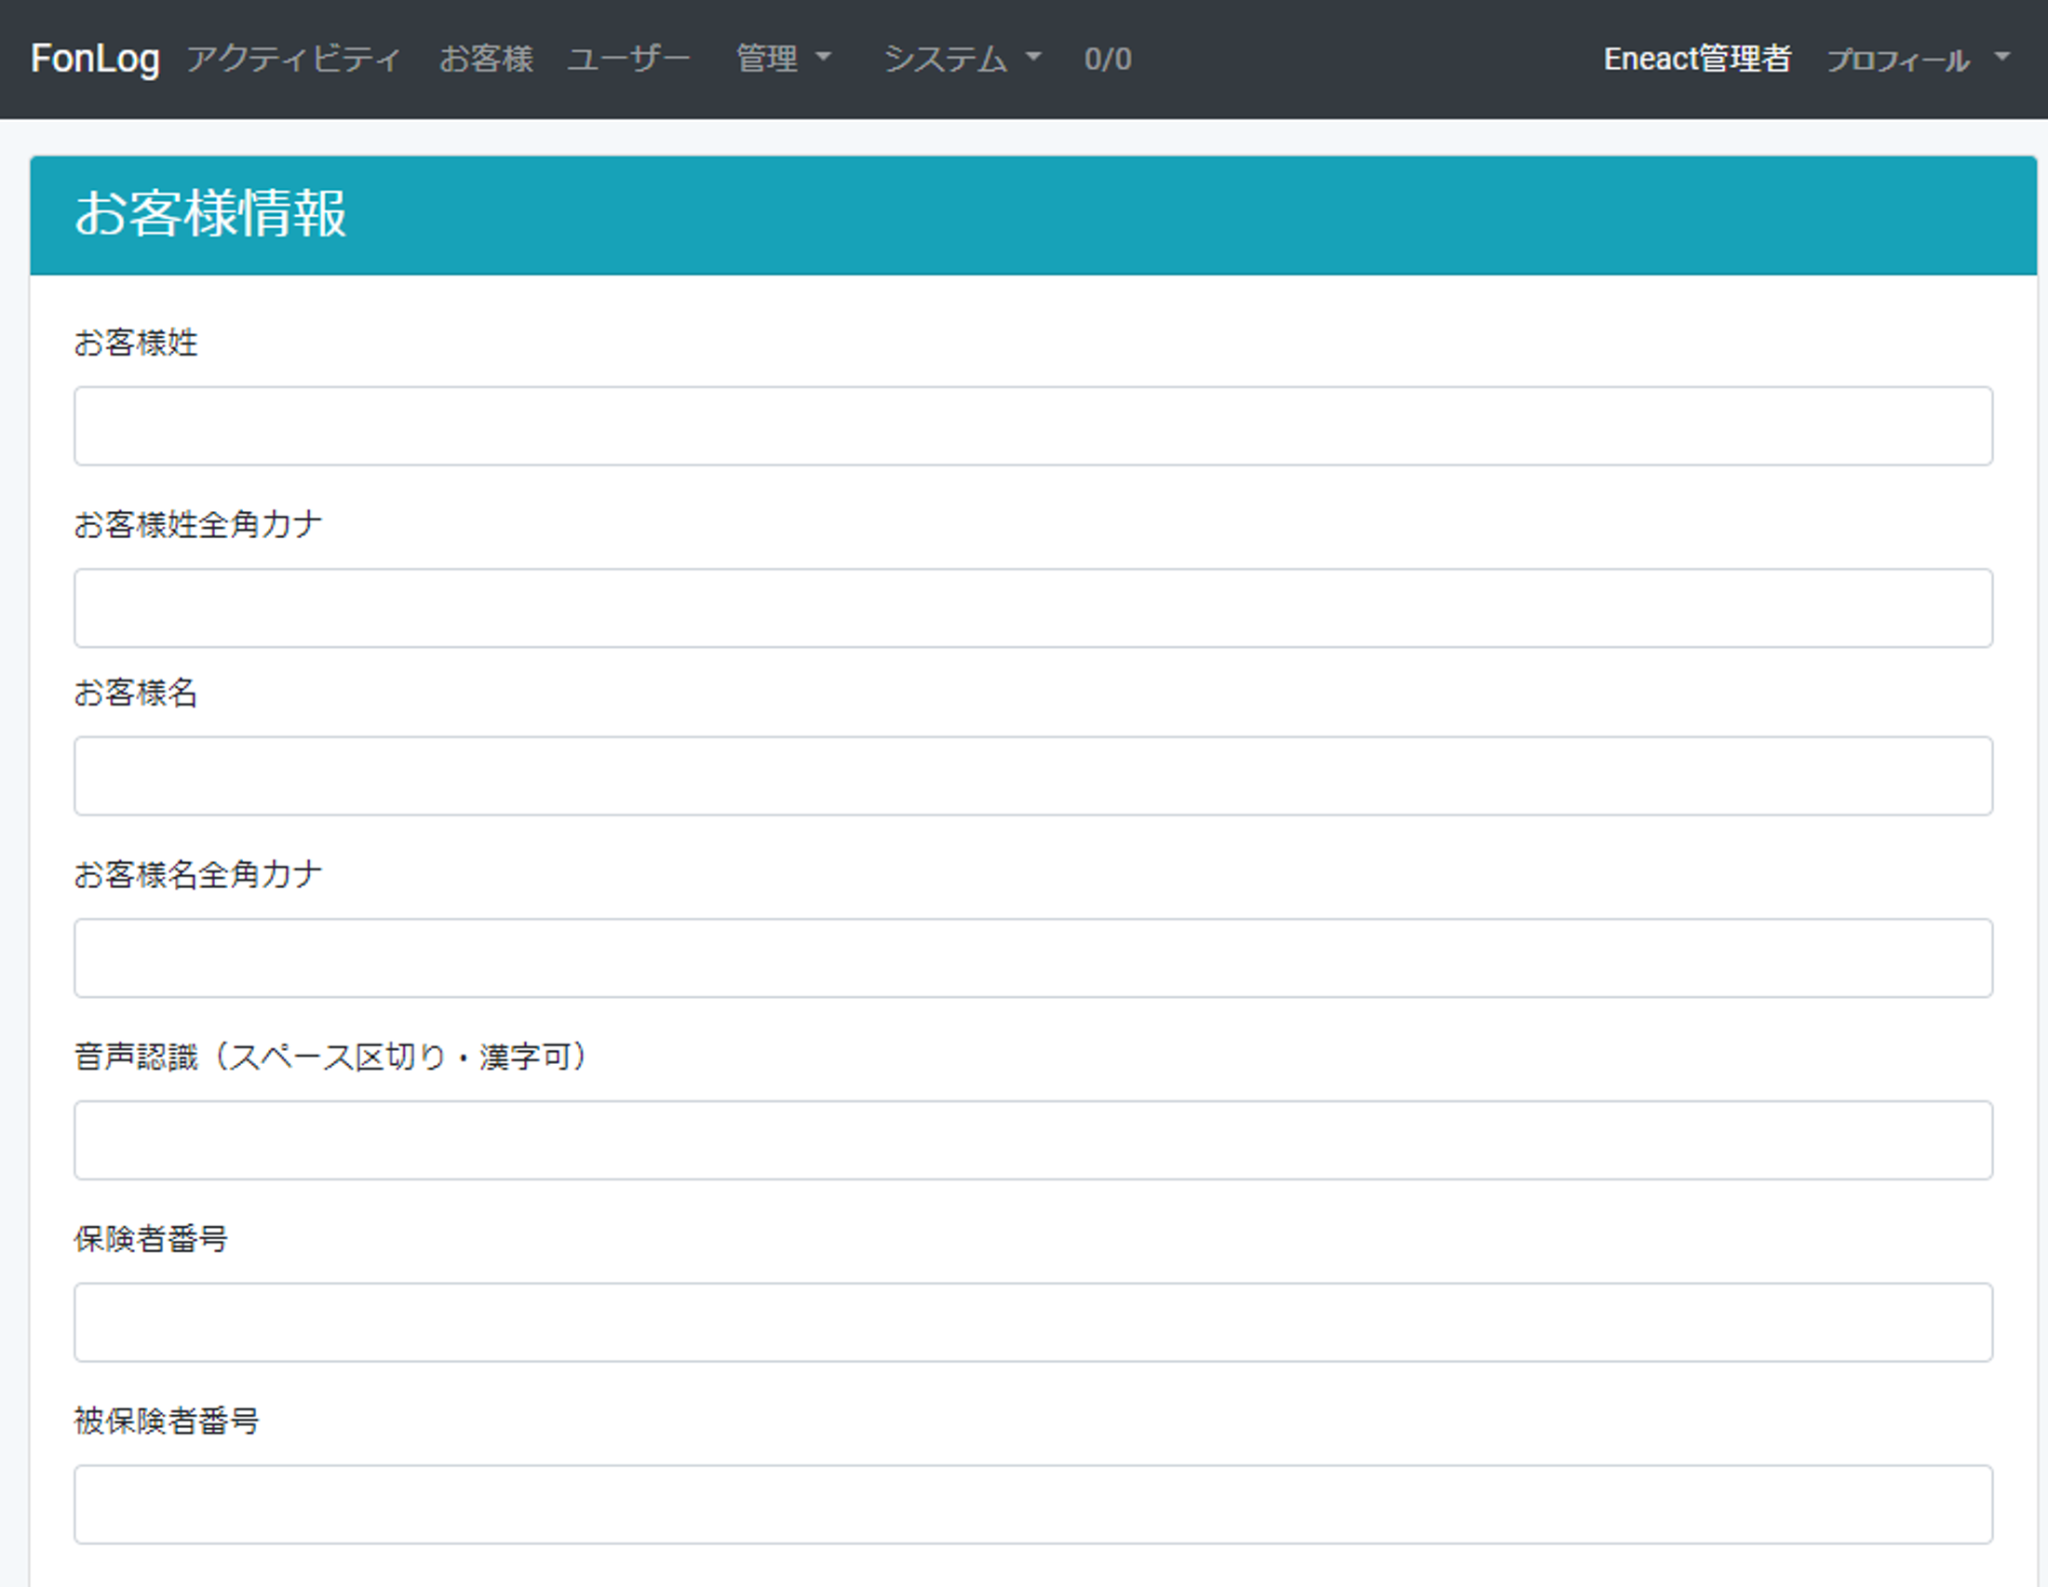 FonLog アクティビティ お客様 ユーザー 管理 システム 0/0 Eneact管理者 プロフィール
お客様情報
お客様姓
お客様姓全角カナ
お客様名
お客様名全角カナ
音声認識（スペース区切り・漢字可）
保険者番号
被保険者番号